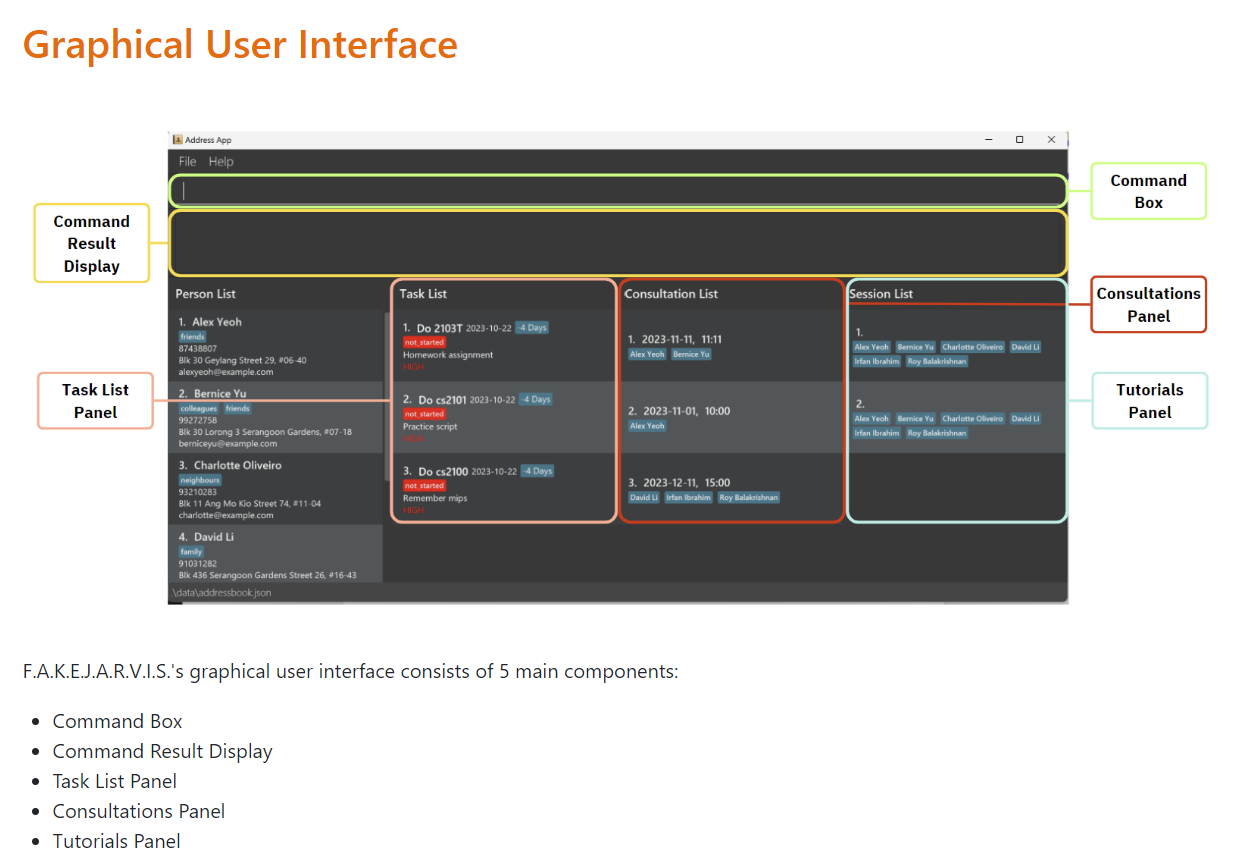 Graphical User Interface
Address App
File Help
Command
Box
Command
Result
Display
Consultations
Panel
Task List
Panel
Tutorials
Panel
Person List
1. Alex Yeoh
friends
87438807
Blk 30 Geylang Street 29, #06-40
alexyeoh@example.com
2. Bernice Yu
colleagues friends
99272758
Blk 30 Lorong 3 Serangoon Gardens, #07-18
berniceyu@example.com
3. Charlotte Oliveiro
neighbours
93210283
Blk 11 Ang Mo Kio Street 74, #11-04
charlotte@example.com
4. David Li
family
91031282
Blk 436 Serangoon Gardens Street 26, #16-43
Task List
1. Do 2103T 2023-10-22 -4 Days
not_started
Homework assignment
HIGH
2. Do cs2101 2023-10-22 -4 Days
not_started
Practice script
HIGH
3. Do cs2100 2023-10-22 -4 Days
not_started
Remember mips
HIGH
Consultation List
1. 2023-11-11, 11:11
Alex Yeoh Bernice Yu
2. 2023-11-01, 10:00
Alex Yeoh
3. 2023-12-11, 15:00
David Li Irfan Ibrahim Roy Balakrishnan
Session List
1.
Alex Yeoh Bernice Yu Charlotte Oliveiro David Li
Irfan Ibrahim Roy Balakrishnan
2.
Alex Yeoh Bernice Yu Charlotte Oliveiro David Li
Irfan Ibrahim Roy Balakrishnan
.\data\addressbook.json
F.A.K.E.J.A.R.V.I.S.'s graphical user interface consists of 5 main components:
• Command Box
• Command Result Display
• Task List Panel
• Consultations Panel
• Tutorials Panel